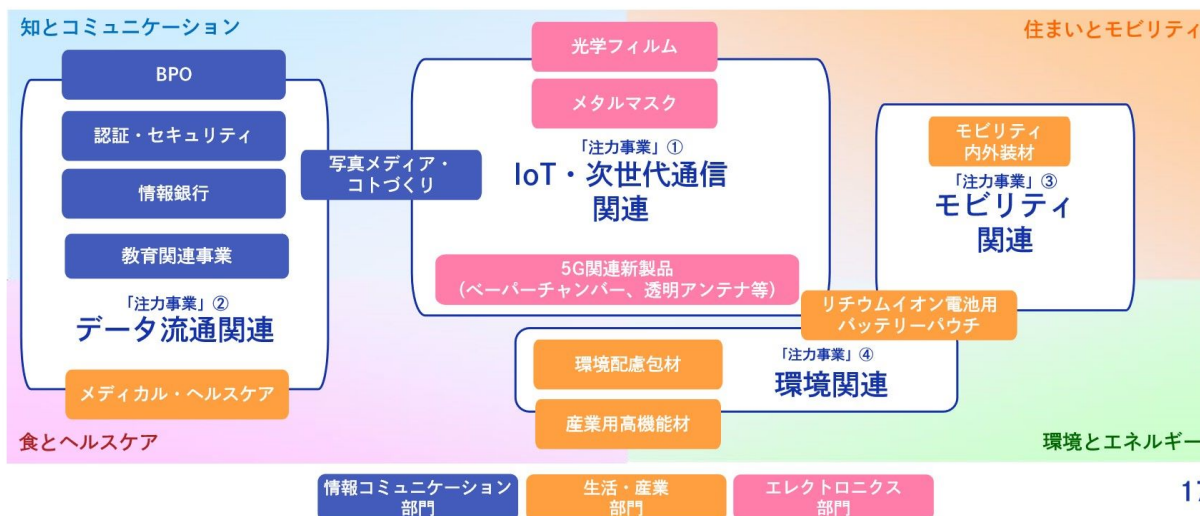 知とコミュニケーション
住まいとモビリティ
BPO
認証・セキュリティ
情報銀行
教育関連事業
「注力事業」②
データ流通関連
メディカル・ヘルスケア
写真メディア・
コトづくり
光学フィルム
メタルマスク
「注力事業」①
IoT・次世代通信
関連
5G関連新製品
(ベーパーチャンバー、透明アンテナ等)
モビリティ
内外装材
「注力事業」③
モビリティ
関連
リチウムイオン電池用
バッテリーパウチ
環境配慮包材
「注力事業」④
環境関連
産業用高機能材
食とヘルスケア
環境とエネルギー
情報コミュニケーション
部門
生活・産業
部門
エレクトロニクス
部門
17